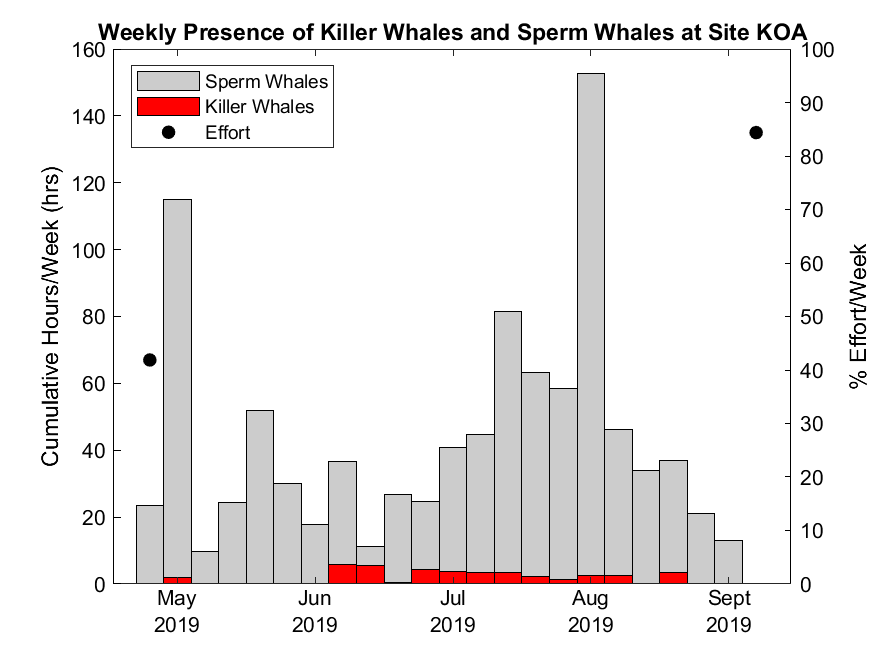 Weekly Presence of Killer Whales and Sperm Whales at Site KOA
Sperm Whales
Killer Whales
Effort
Cumulative Hours/Week (hrs)
160
140
120
100
80
60
40
20
0
100
90
80
70
60
50
40
30
20
10
0
% Effort/Week
May Jun Jul Aug Sept
2019 2019 2019 2019 2019